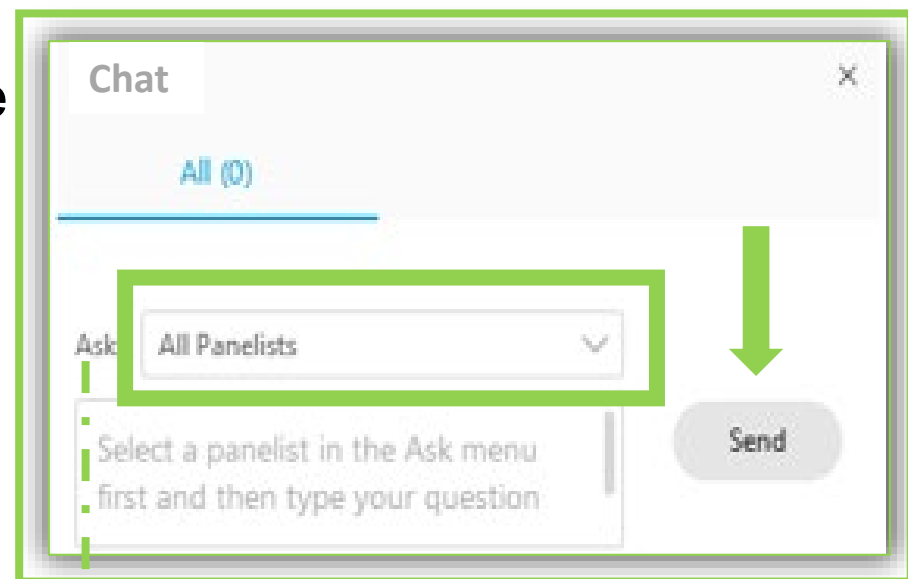 e
Chat
All (0)
Ask
All Panelists
Select a panelist in the Ask menu
first and then type your question
Send